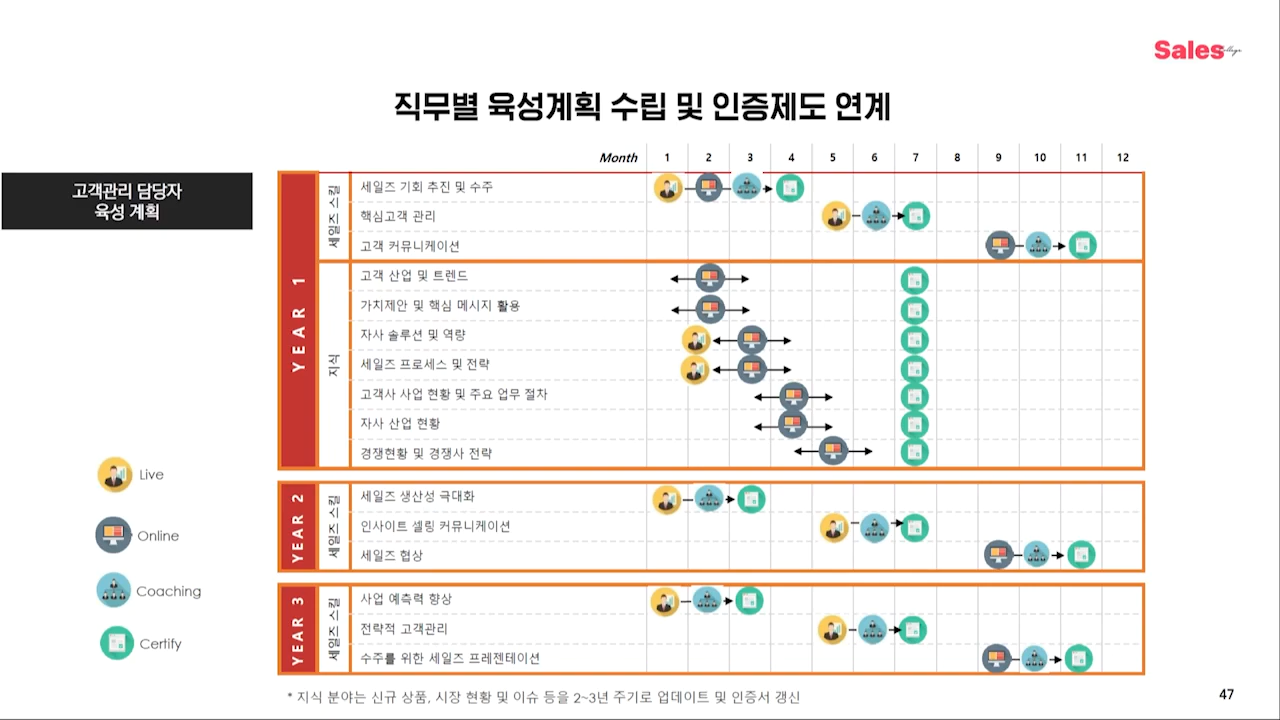 Sales
College
직무별 육성계획 수립 및 인증제도 연계
고객관리 담당자
육성 계획
Month 1 2 3 4 5 6 7 8 9 10 11 12
YEAR 1
세일즈 스킬
세일즈 기회 추진 및 수주
핵심고객 관리
고객 커뮤니케이션
지식
고객 산업 및 트렌드
가치제안 및 핵심 메시지 활용
자사 솔루션 및 역량
세일즈 프로세스 및 전략
고객사 사업 현황 및 주요 업무 절차
자사 산업 현황
경쟁현황 및 경쟁사 전략
YEAR 2
세일즈 스킬
세일즈 생산성 극대화
인사이트 셀링 커뮤니케이션
세일즈 협상
YEAR 3
세일즈 스킬
사업 예측력 향상
전략적 고객관리
수주를 위한 세일즈 프레젠테이션
Live
Online
Coaching
Certify
* 지식 분야는 신규 상품, 시장 현황 및 이슈 등을 2~3년 주기로 업데이트 및 인증서 갱신
47